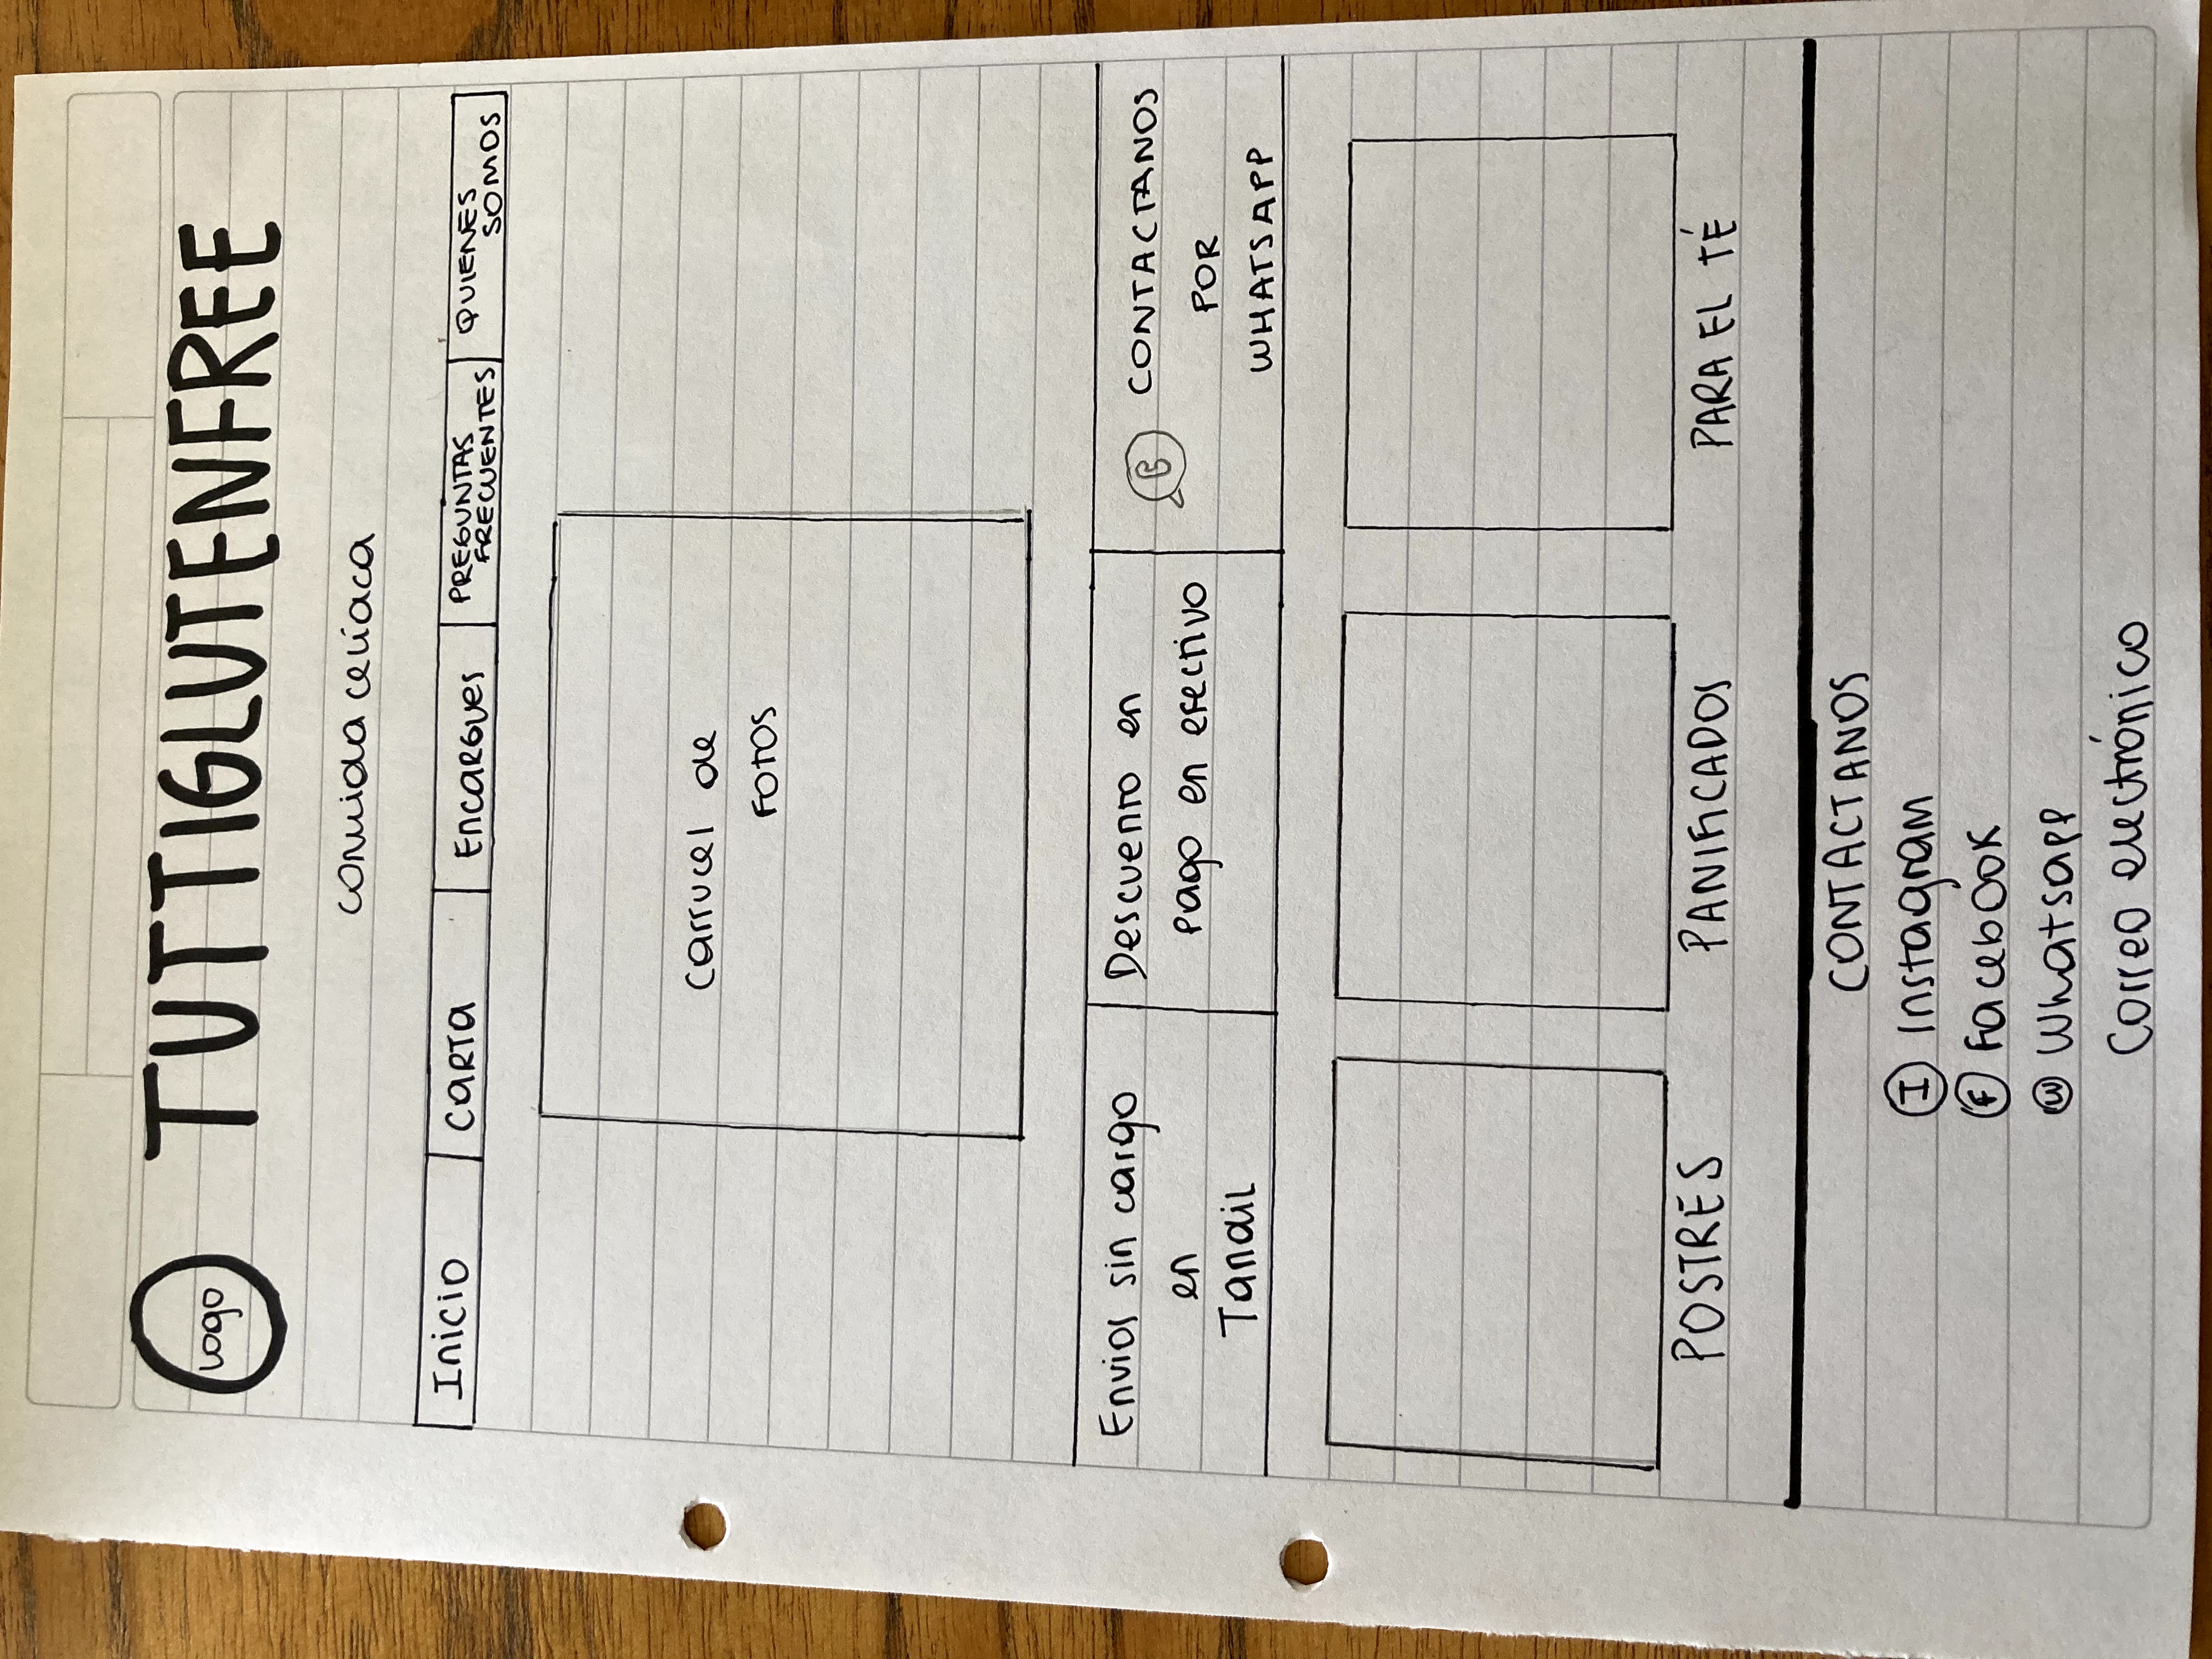 Logo
TUTTIGLUTENFREE
comida celíaca
Inicio
CARTA
Encargues
PREGUNTAS
FRECUENTES
QUIENES
SOMOS
Carrucel de
FOTOS
Envios sin cargo
en
Tandil
Descuento en
pago en efectivo
CONTACTANOS
POR
WHATSAPP
POSTRES
PANIFICADOS
PARA EL TÉ
CONTACTANOS
I Instagram
F Facebook
W Whatsapp
Correo electrónico